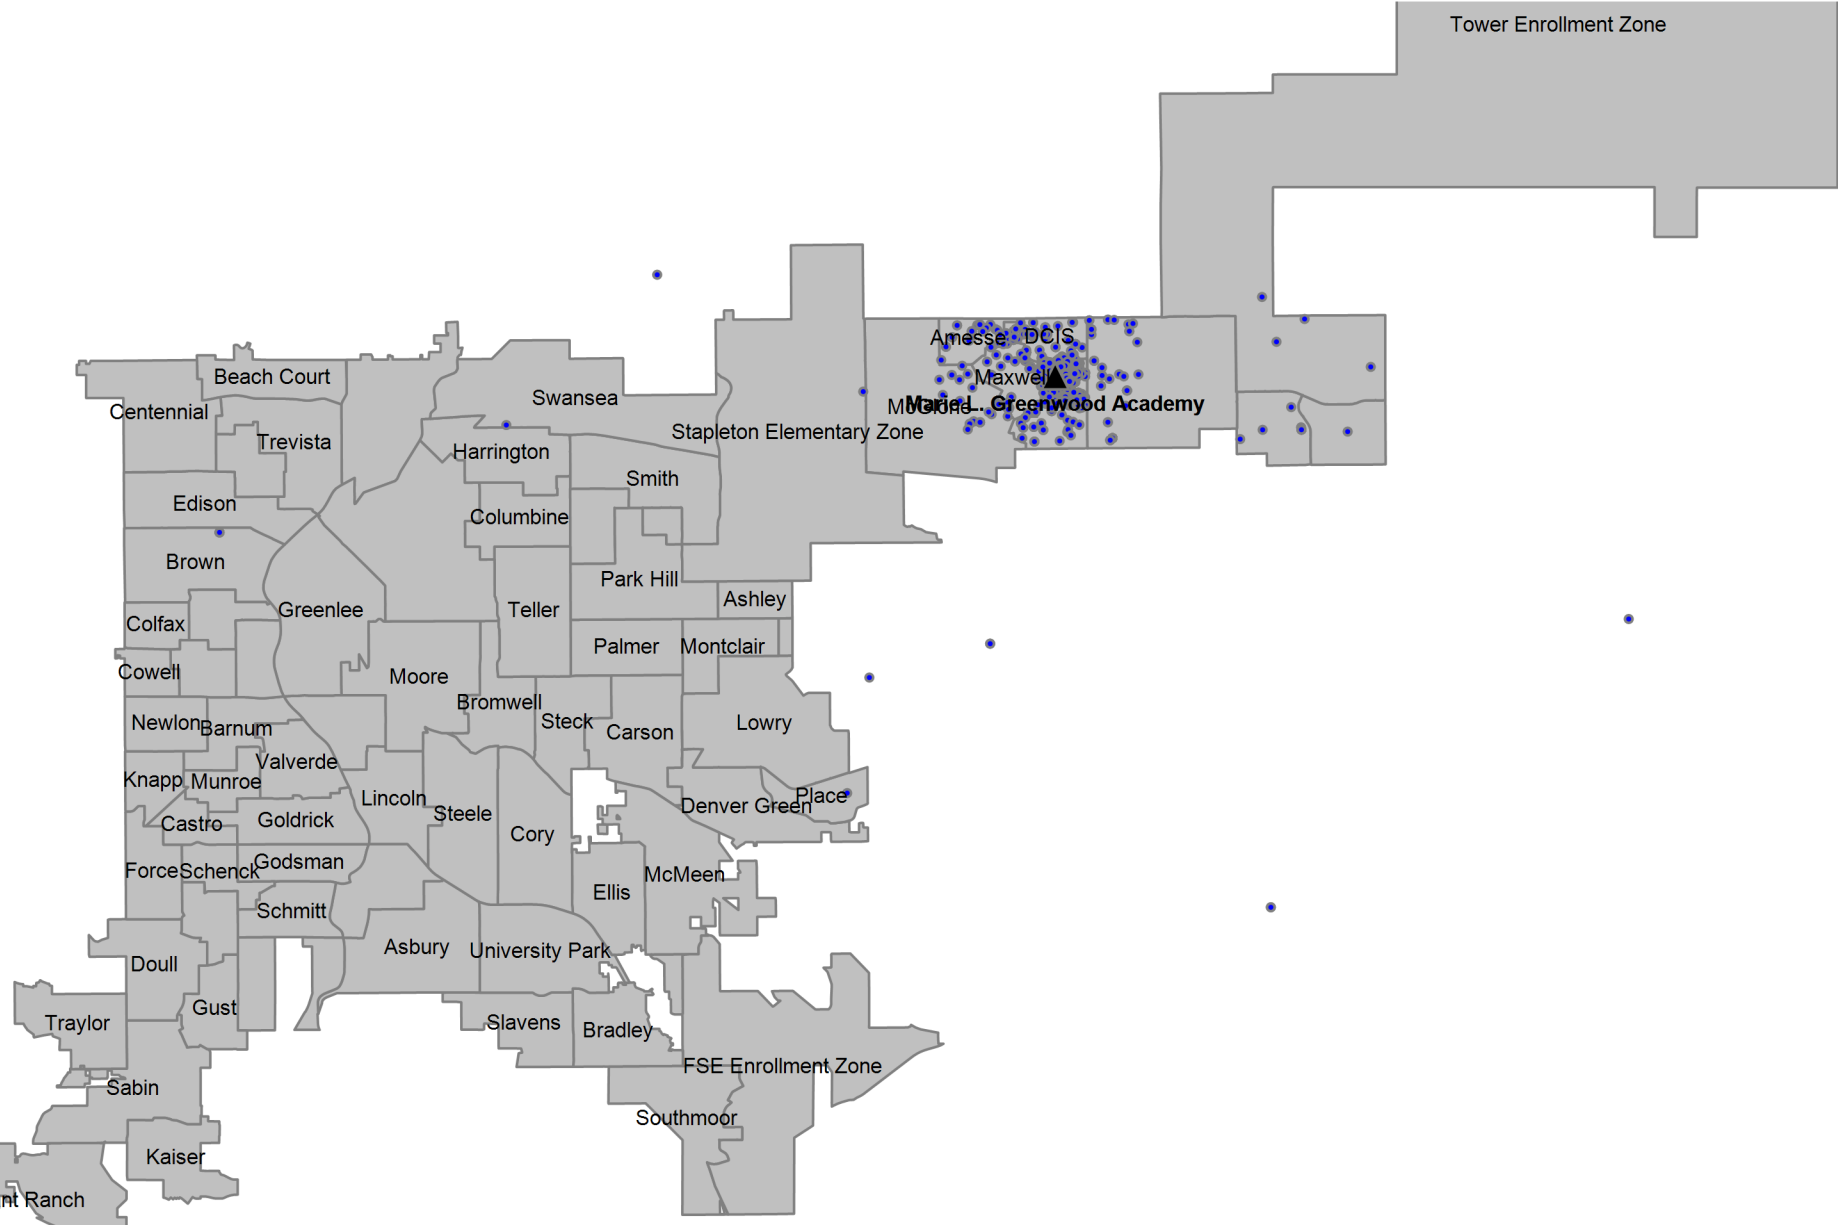 Tower Enrollment Zone
Amesse
DCIS
Beach Court
Maxwell
Swansea
Marie L. Greenwood Academy
McGlone
Centennial
Stapleton Elementary Zone
Trevista
Harrington
Smith
Edison
Columbine
Brown
Park Hill
Ashley
Greenlee
Teller
Colfax
Palmer
Montclair
Cowell
Moore
Bromwell
Newlon
Barnum
Steck
Carson
Lowry
Valverde
Knapp
Munroe
Lincoln
Place
Denver Green
Steele
Castro
Goldrick
Cory
Godsman
Force
Schenck
McMeen
Ellis
Schmitt
Asbury
University Park
Doull
Gust
Traylor
Slavens
Bradley
FSE Enrollment Zone
Sabin
Southmoor
Kaiser
nt Ranch